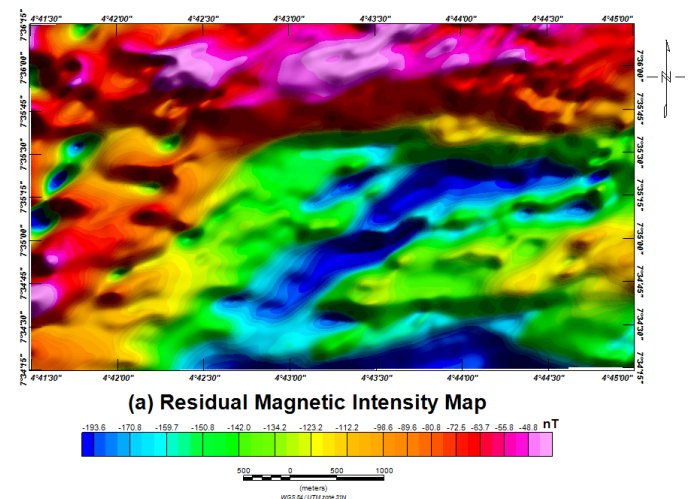 4°41'30" 4°42'00" 4°42'30" 4°43'00" 4°43'30" 4°44'00" 4°44'30" 4°45'00"
7°36'15"
7°36'00" 7°36'00"
7°35'45" 7°35'45"
7°35'30" 7°35'30"
7°35'15" 7°35'15"
7°35'00" 7°35'00"
7°34'45" 7°34'45"
7°34'30" 7°34'30"
7°34'15"
4°41'30" 4°42'00" 4°42'30" 4°43'00" 4°43'30" 4°44'00" 4°44'30" 4°45'00"
N
(a) Residual Magnetic Intensity Map
-193.6 -170.8 -159.7 -150.8 -142.0 -134.2 -123.2 -112.2 -98.6 -89.6 -80.8 -72.5 -63.7 -55.8 -48.8 nT
500 0 500 1000
(meters)
WGS 84 / UTM zone